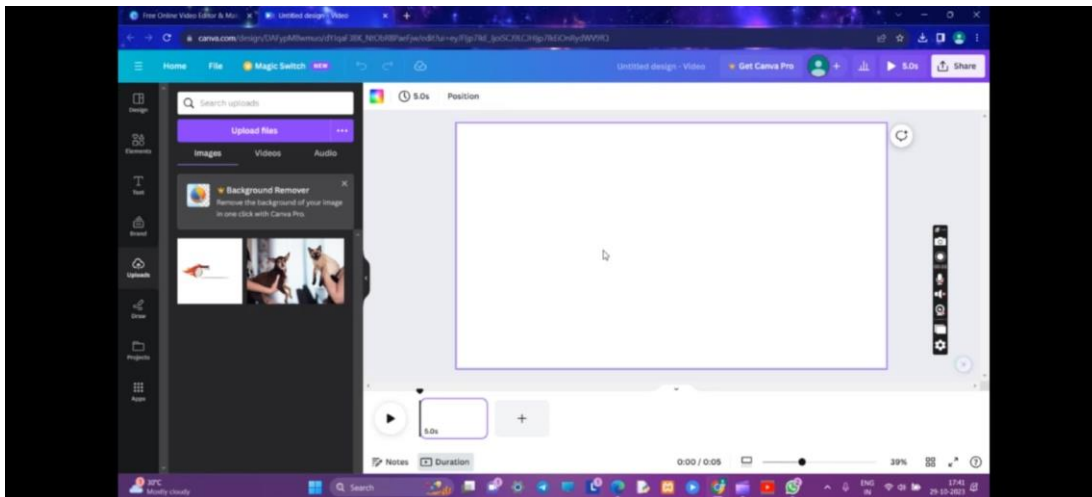 Free Online Video Editor & Mak
Untitled design - Video
Home
File
Magic Switch
NEW
Untitled design - Video
Get Canva Pro
5.0s
Share
Design
Elements
Text
Brand
Uploads
Draw
Projects
Apps
Search uploads
Upload files
Images
Videos
Audio
Background Remover
Remove the background of your image
in one click with Canva Pro.
5.0s
Position
5.0s
Notes
Duration
0:00 / 0:05
39%
30°C
Mostly cloudy
Search
ENG
IN
17:41
29-10-2023